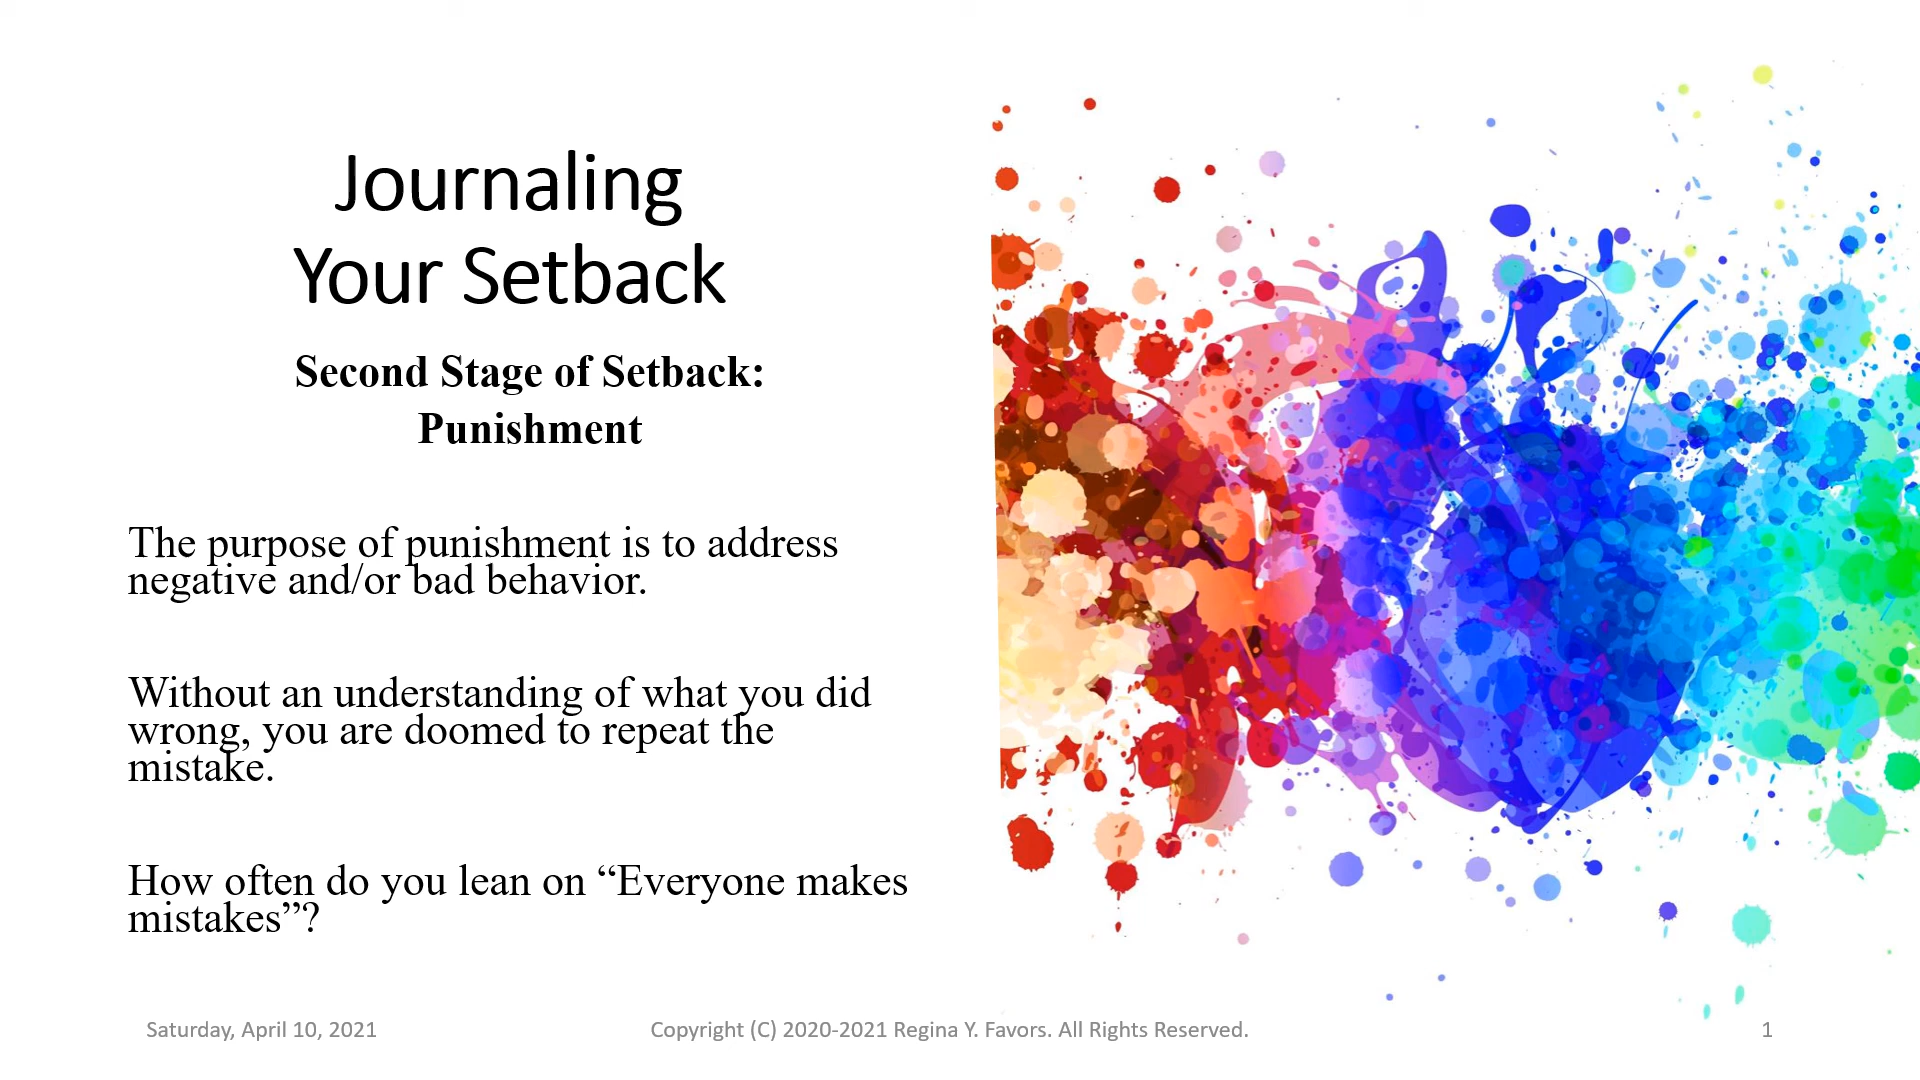 Journaling
Your Setback
Second Stage of Setback:
Punishment
The purpose of punishment is to address
negative and/or bad behavior.
Without an understanding of what you did
wrong, you are doomed to repeat the
mistake.
How often do you lean on “Everyone makes
mistakes”?
Saturday, April 10, 2021
Copyright (C) 2020-2021 Regina Y. Favors. All Rights Reserved.
1